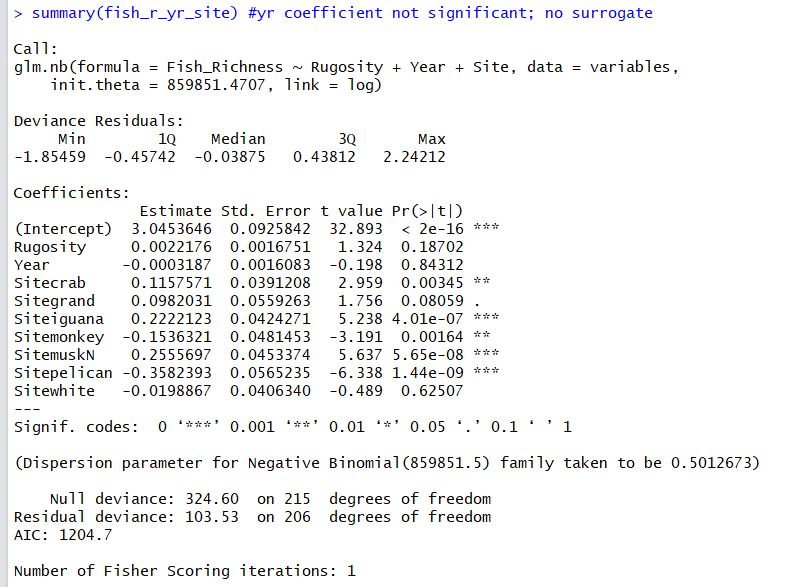 > summary(fish_r_yr_site) #yr coefficient not significant; no surrogate
Call:
glm.nb(formula = Fish_Richness ~ Rugosity + Year + Site, data = variables,
    init.theta = 859851.4707, link = log)
Deviance Residuals:
     Min        1Q    Median        3Q       Max
-1.85459  -0.45742  -0.03875   0.43812   2.24212
Coefficients:
              Estimate Std. Error t value Pr(>|t|)
(Intercept)  3.0453646  0.0925842  32.893  < 2e-16 ***
Rugosity     0.0022176  0.0016751   1.324  0.18702
Year        -0.0003187  0.0016083  -0.198  0.84312
Sitecrab     0.1157571  0.0391208   2.959  0.00345 **
Sitegrand    0.0982031  0.0559263   1.756  0.08059 .
Siteiguana   0.2222123  0.0424271   5.238 4.01e-07 ***
Sitemonkey  -0.1536321  0.0481453  -3.191  0.00164 **
SitemuskN    0.2555697  0.0453374   5.637 5.65e-08 ***
Sitepelican -0.3582393  0.0565235  -6.338 1.44e-09 ***
Sitewhite   -0.0198867  0.0406340  -0.489  0.62507
---
Signif. codes:  0 ‘***’ 0.001 ‘**’ 0.01 ‘*’ 0.05 ‘.’ 0.1 ‘ ’ 1
(Dispersion parameter for Negative Binomial(859851.5) family taken to be 0.5012673)
    Null deviance: 324.60  on 215  degrees of freedom
Residual deviance: 103.53  on 206  degrees of freedom
AIC: 1204.7
Number of Fisher Scoring iterations: 1